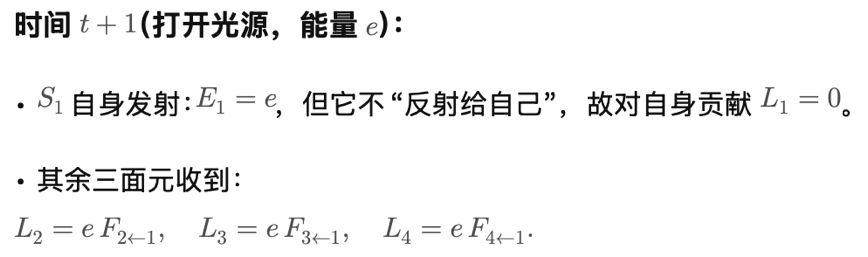 时间 t + 1(打开光源，能量 e)：
• S₁ 自身发射：E₁ = e，但它不“反射给自己”，故对自身贡献 L₁ = 0。
• 其余三面元收到：
L₂ = e F₂←₁,  L₃ = e F₃←₁,  L₄ = e F₄←₁.